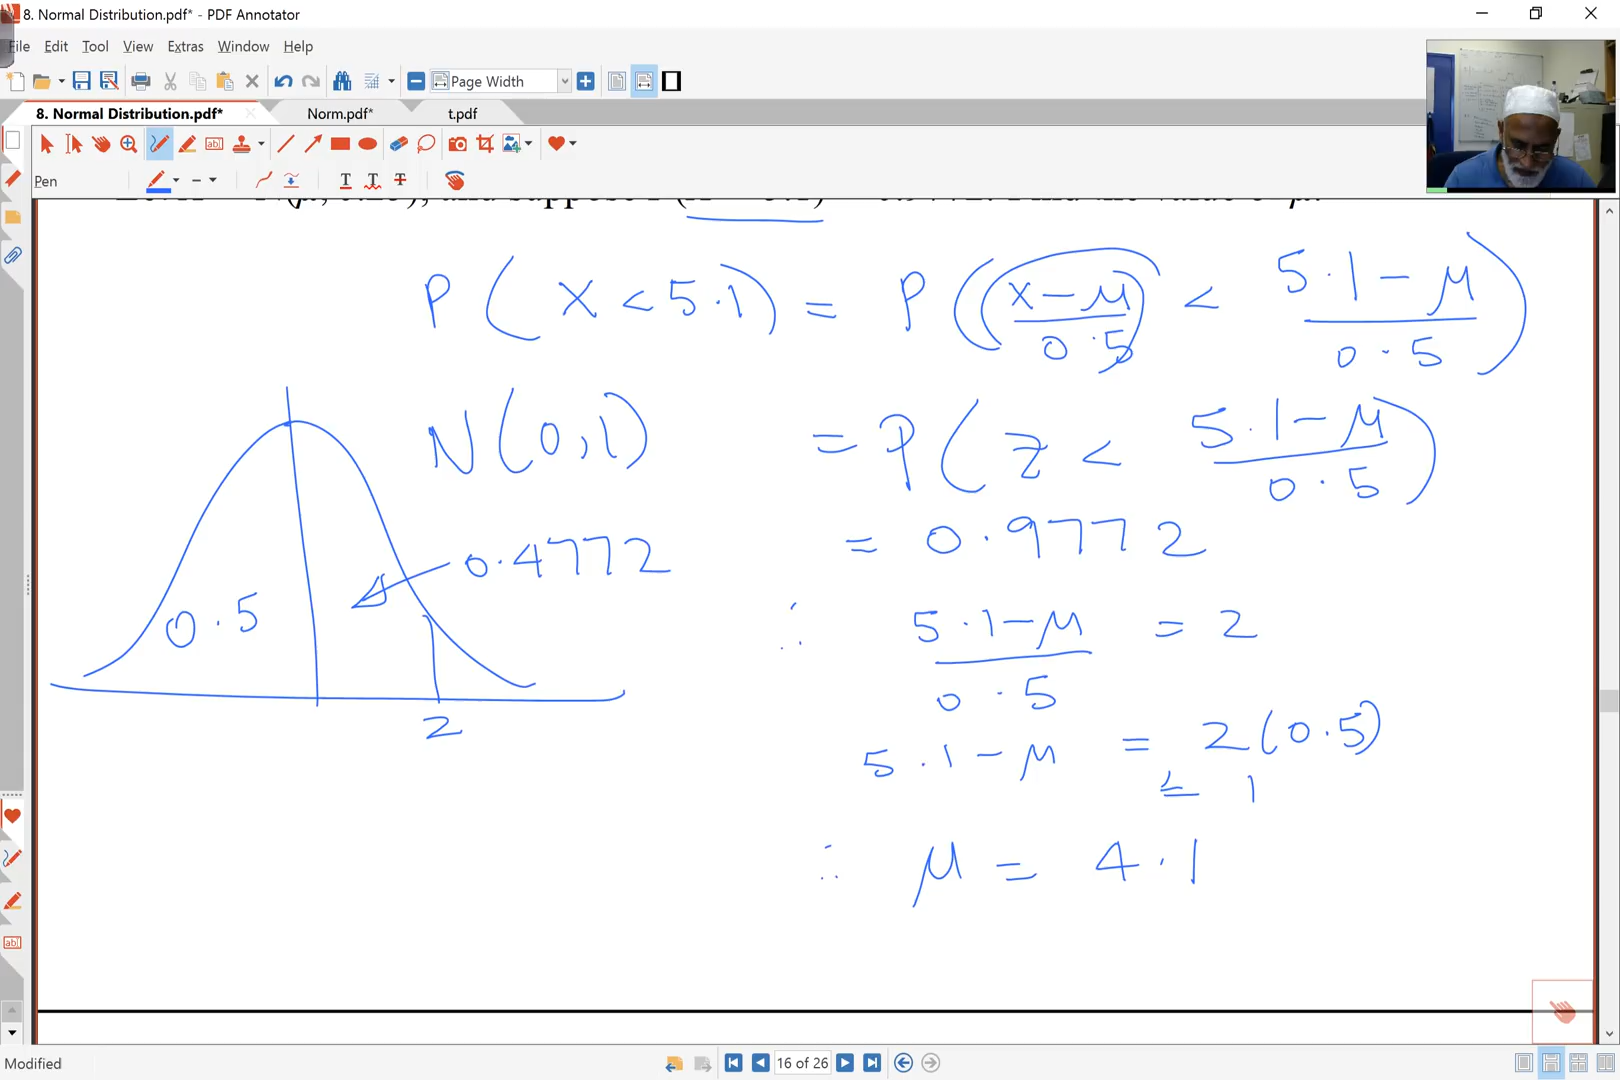 8. Normal Distribution.pdf* - PDF Annotator
File Edit Tool View Extras Window Help
Page Width
8. Normal Distribution.pdf* Norm.pdf* t.pdf
Pen
P ( X < 5.1 ) = P ( ( X - μ / 0.5 ) < 5.1 - μ / 0.5 )
N(0,1) = P ( Z < 5.1 - μ / 0.5 )
= 0.9772
0.4772
0.5
∴ 5.1 - μ / 0.5 = 2
2
5.1 - μ = 2 (0.5)
= 1
∴ μ = 4.1
Modified
16 of 26